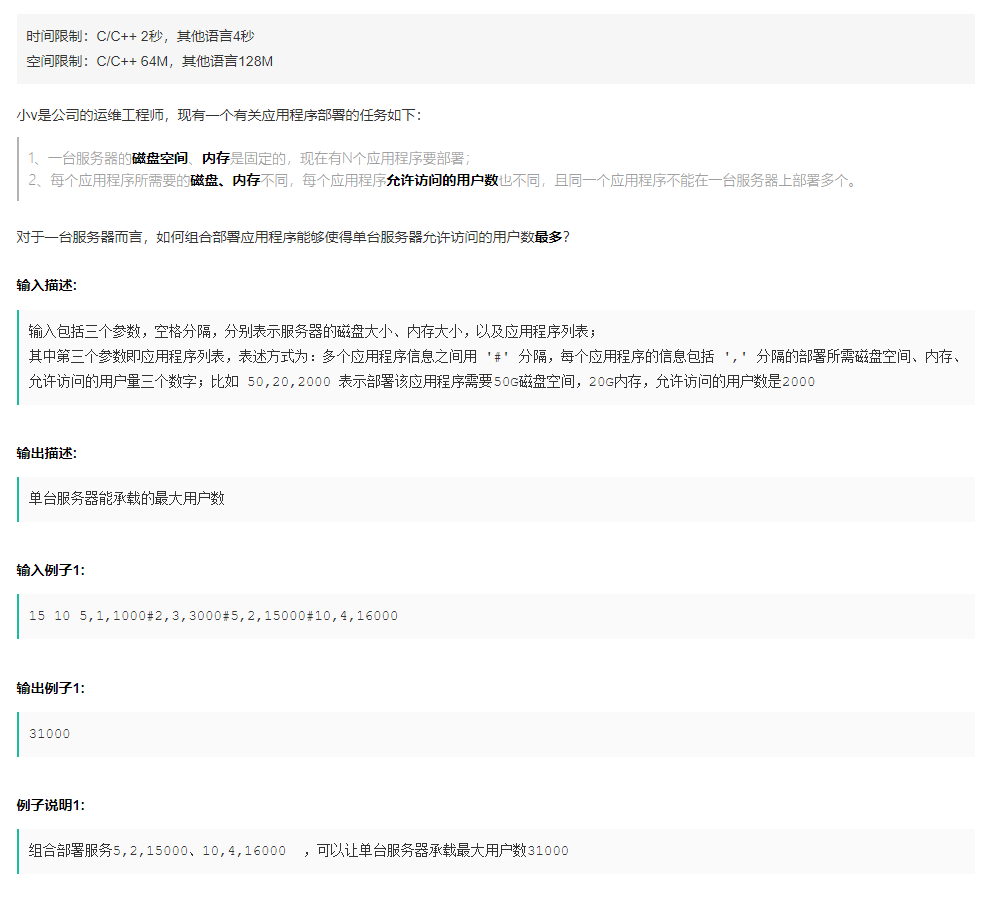 时间限制：C/C++ 2秒，其他语言4秒
空间限制：C/C++ 64M，其他语言128M
小v是公司的运维工程师，现有一个有关应用程序部署的任务如下：
1、一台服务器的磁盘空间、内存是固定的，现在有N个应用程序要部署；
2、每个应用程序所需要的磁盘、内存不同，每个应用程序允许访问的用户数也不同，且同一个应用程序不能在一台服务器上部署多个。
对于一台服务器而言，如何组合部署应用程序能够使得单台服务器允许访问的用户数最多？
输入描述:
输入包括三个参数，空格分隔，分别表示服务器的磁盘大小、内存大小，以及应用程序列表；
其中第三个参数即应用程序列表，表述方式为：多个应用程序信息之间用 '#' 分隔，每个应用程序的信息包括 ',' 分隔的部署所需磁盘空间、内存、
允许访问的用户量三个数字；比如 50,20,2000 表示部署该应用程序需要50G磁盘空间，20G内存，允许访问的用户数是2000
输出描述:
单台服务器能承载的最大用户数
输入例子1:
15 10 5,1,1000#2,3,3000#5,2,15000#10,4,16000
输出例子1:
31000
例子说明1:
组合部署服务5,2,15000、10,4,16000 ，可以让单台服务器承载最大用户数31000